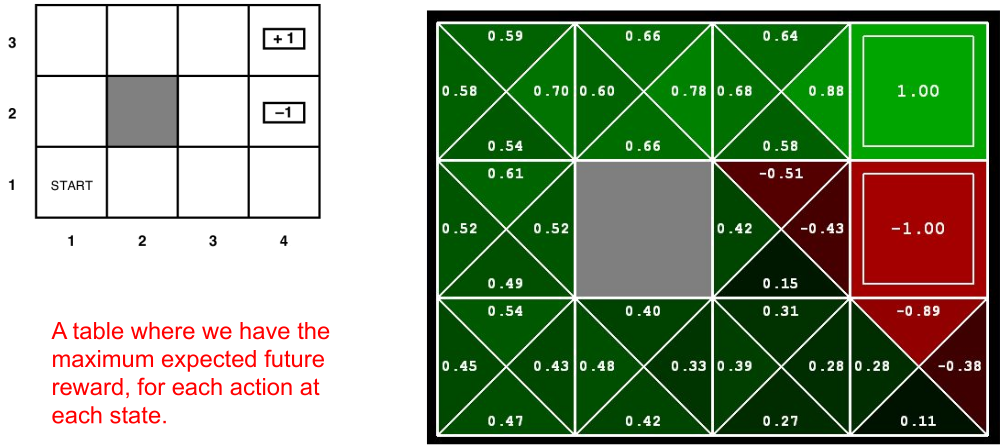 3
+1
2
−1
1
START
1 2 3 4
A table where we have the
maximum expected future
reward, for each action at
each state.
0.59 0.66 0.64
0.58 0.70 0.60 0.78 0.68 0.88 1.00
0.54 0.66 0.58
0.61 -0.51
0.52 0.52 0.42 -0.43 -1.00
0.49 0.15
0.54 0.40 0.31 -0.89
0.45 0.43 0.48 0.33 0.39 0.28 0.28 -0.38
0.47 0.42 0.27 0.11